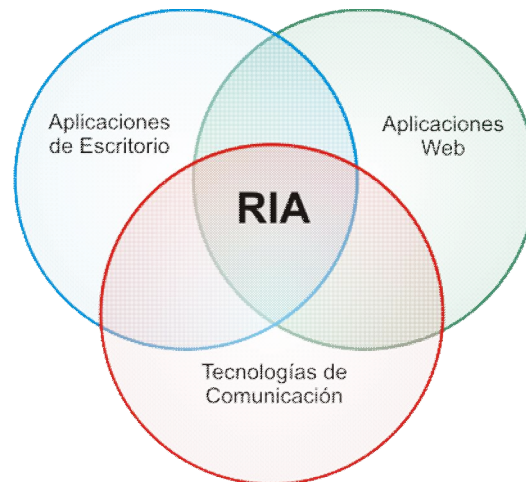 Aplicaciones
de Escritorio
Aplicaciones
Web
RIA
Tecnologías de
Comunicación